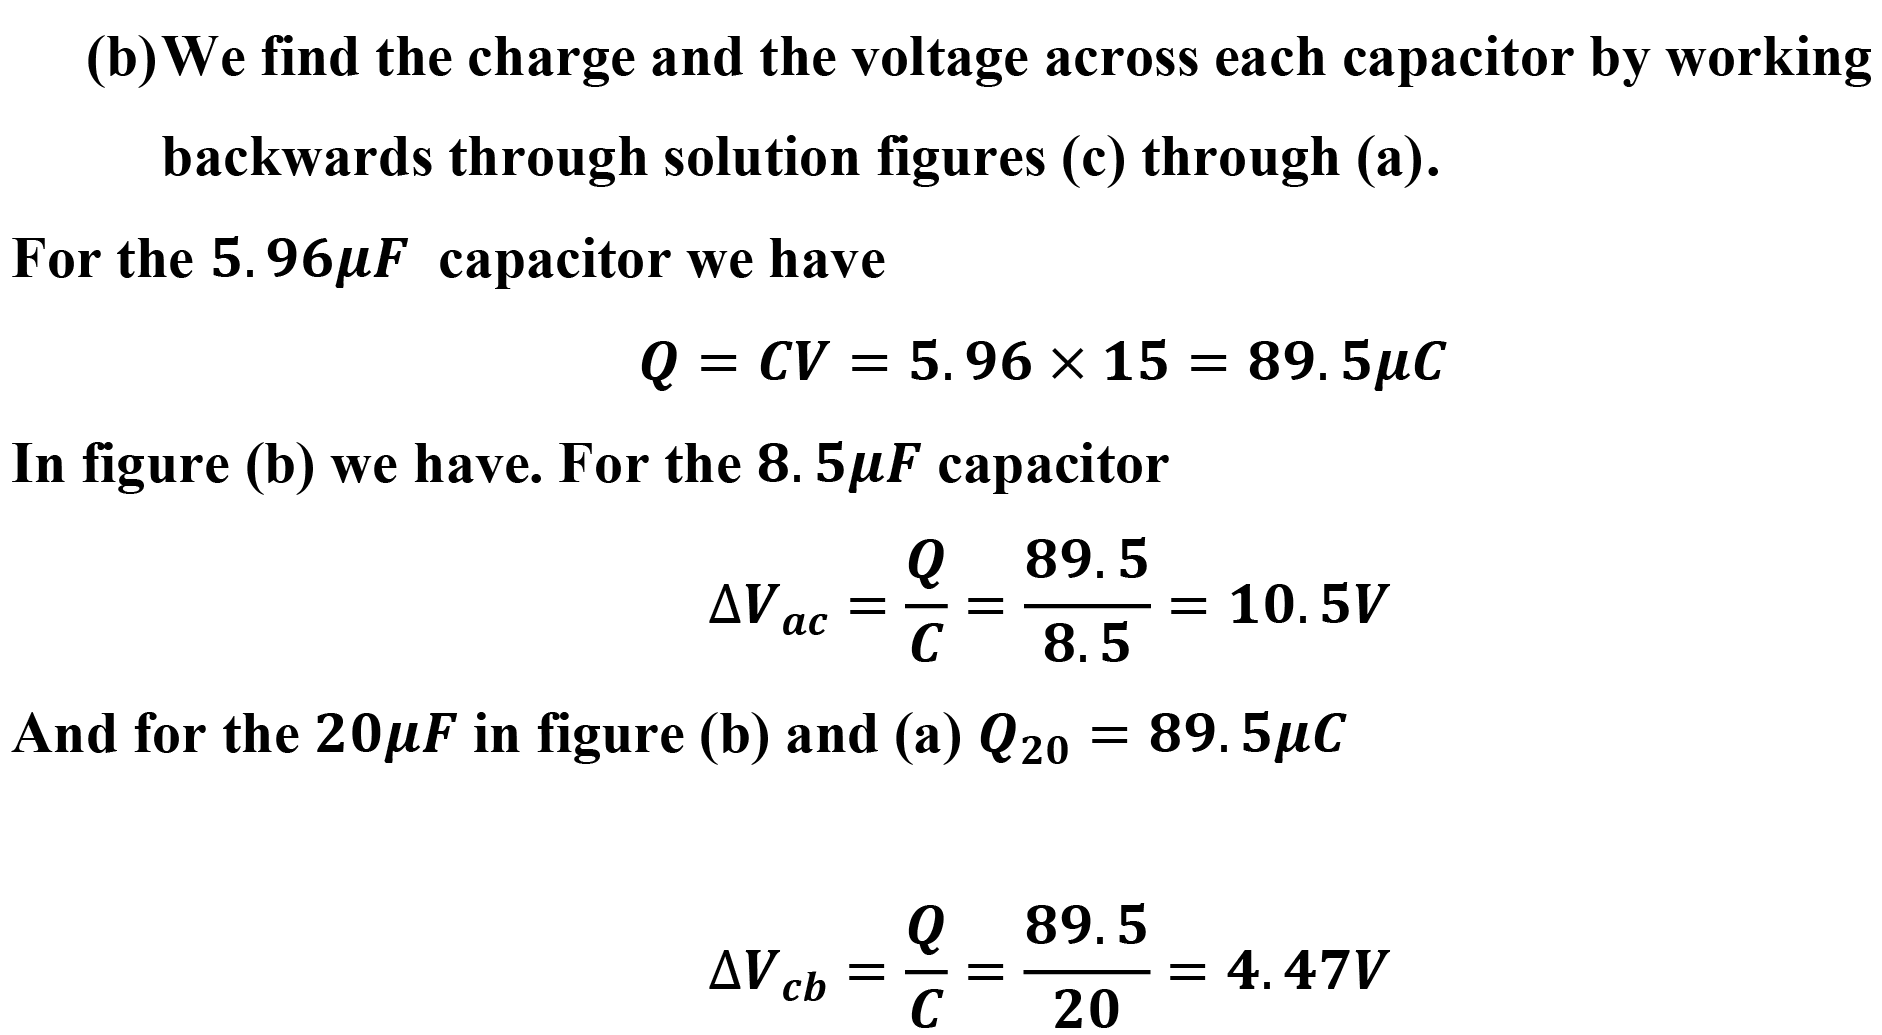 (b) We find the charge and the voltage across each capacitor by working
backwards through solution figures (c) through (a).
For the 5.96μF capacitor we have
Q = CV = 5.96 × 15 = 89.5μC
In figure (b) we have. For the 8.5μF capacitor
ΔV_ac = Q/C = 89.5/8.5 = 10.5V
And for the 20μF in figure (b) and (a) Q_20 = 89.5μC
ΔV_cb = Q/C = 89.5/20 = 4.47V